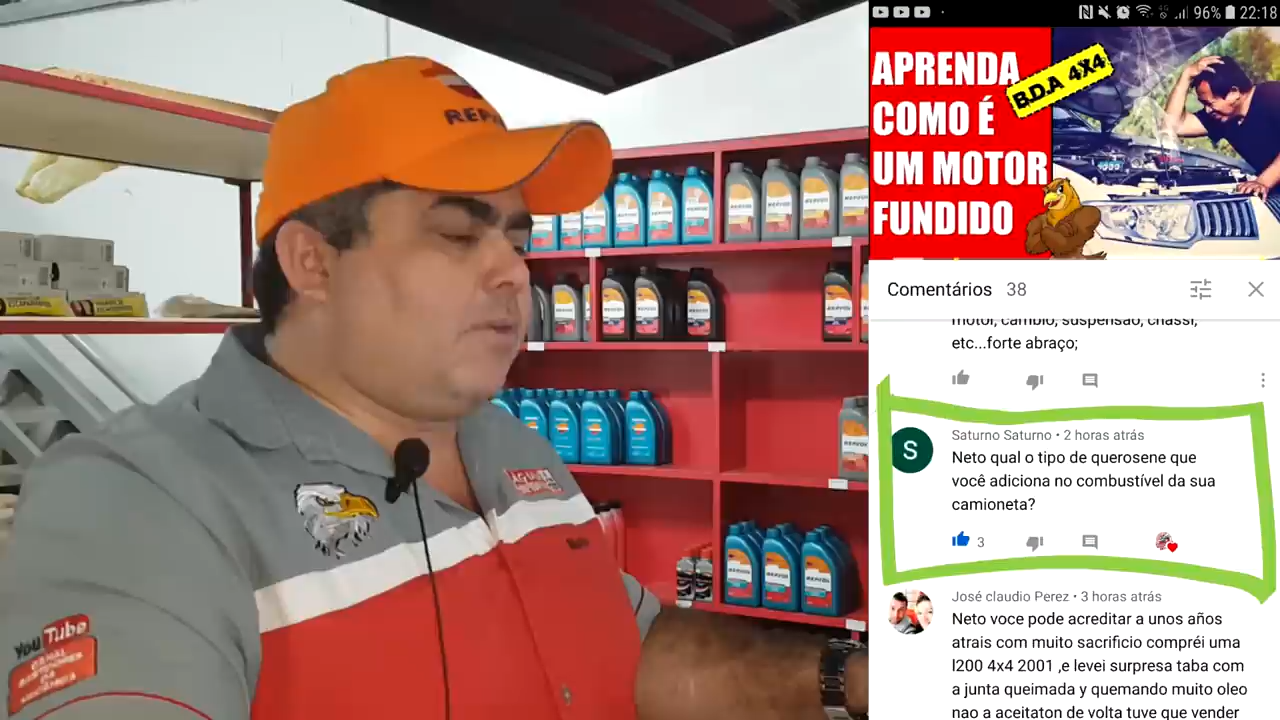 REPSOL
YouTube
96% 22:18
APRENDA
COMO É
UM MOTOR
FUNDIDO
B.D.A 4X4
Comentários 38
motor, cambio, suspensão, chassi,
etc...forte abraço;
S
Saturno Saturno • 2 horas atrás
Neto qual o tipo de querosene que
você adiciona no combustível da sua
camioneta?
3
José claudio Perez • 3 horas atrás
Neto voce pode acreditar a unos años
atrais com muito sacrificio compréi uma
l200 4x4 2001 ,e levei surpresa taba com
a junta queimada y quemando muito oleo
nao a aceitaton de volta tuve que vender